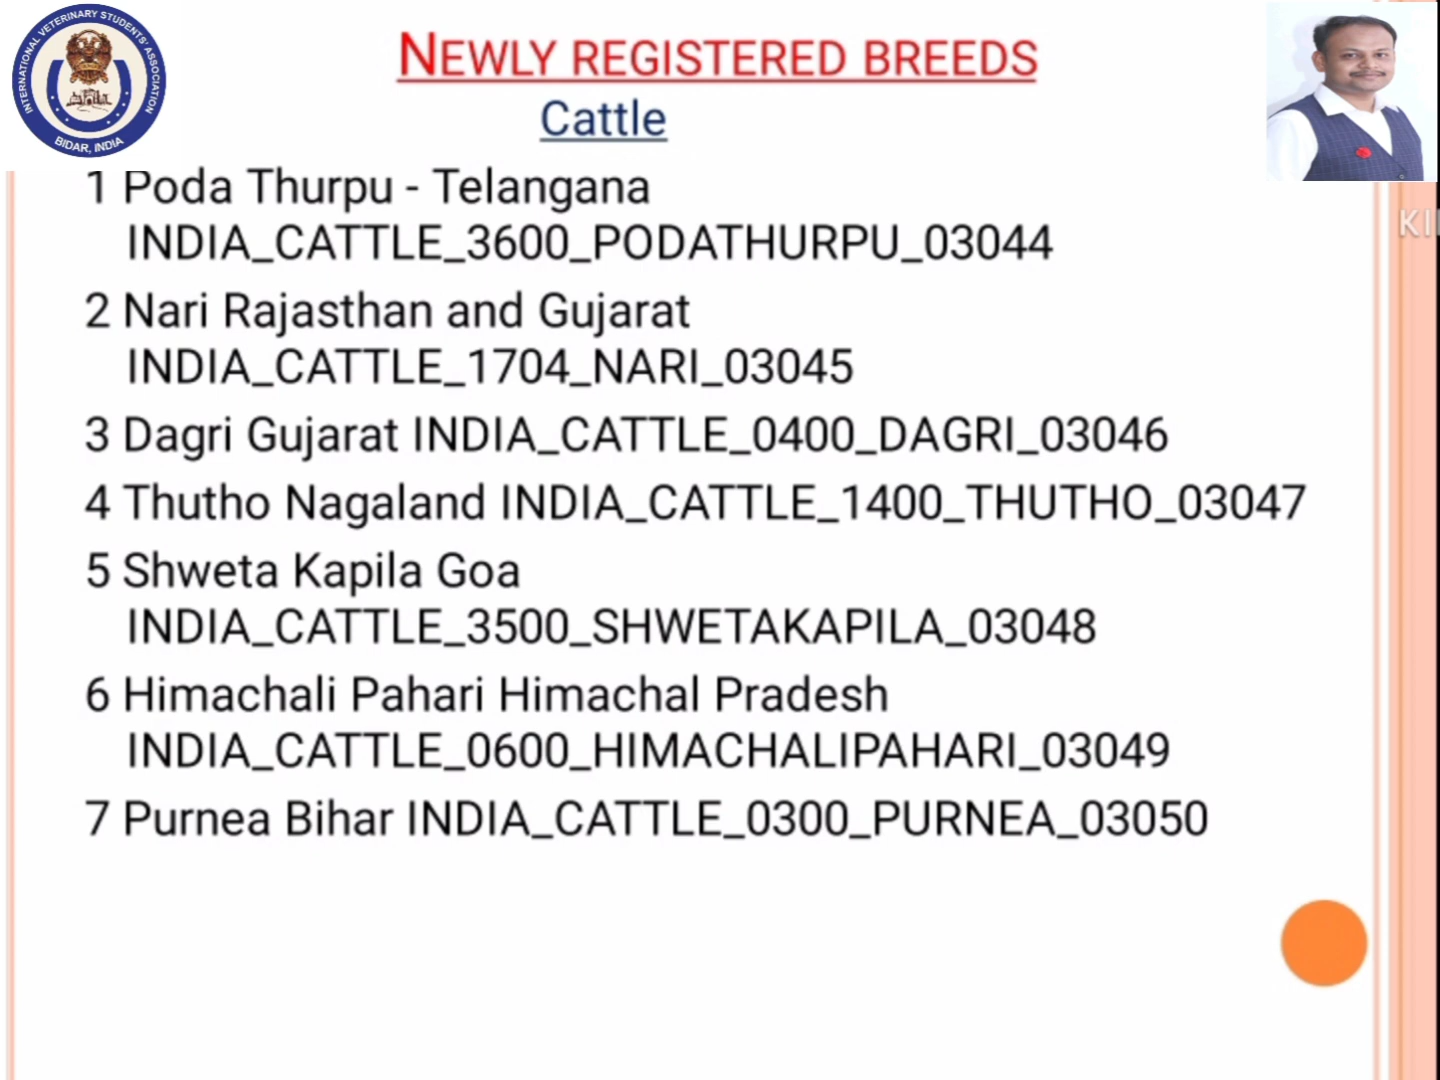 INTERNATIONAL VETERINARY STUDENTS' ASSOCIATION
BIDAR, INDIA
NEWLY REGISTERED BREEDS
Cattle
1 Poda Thurpu - Telangana
INDIA_CATTLE_3600_PODATHURPU_03044
2 Nari Rajasthan and Gujarat
INDIA_CATTLE_1704_NARI_03045
3 Dagri Gujarat INDIA_CATTLE_0400_DAGRI_03046
4 Thutho Nagaland INDIA_CATTLE_1400_THUTHO_03047
5 Shweta Kapila Goa
INDIA_CATTLE_3500_SHWETAKAPILA_03048
6 Himachali Pahari Himachal Pradesh
INDIA_CATTLE_0600_HIMACHALIPAHARI_03049
7 Purnea Bihar INDIA_CATTLE_0300_PURNEA_03050